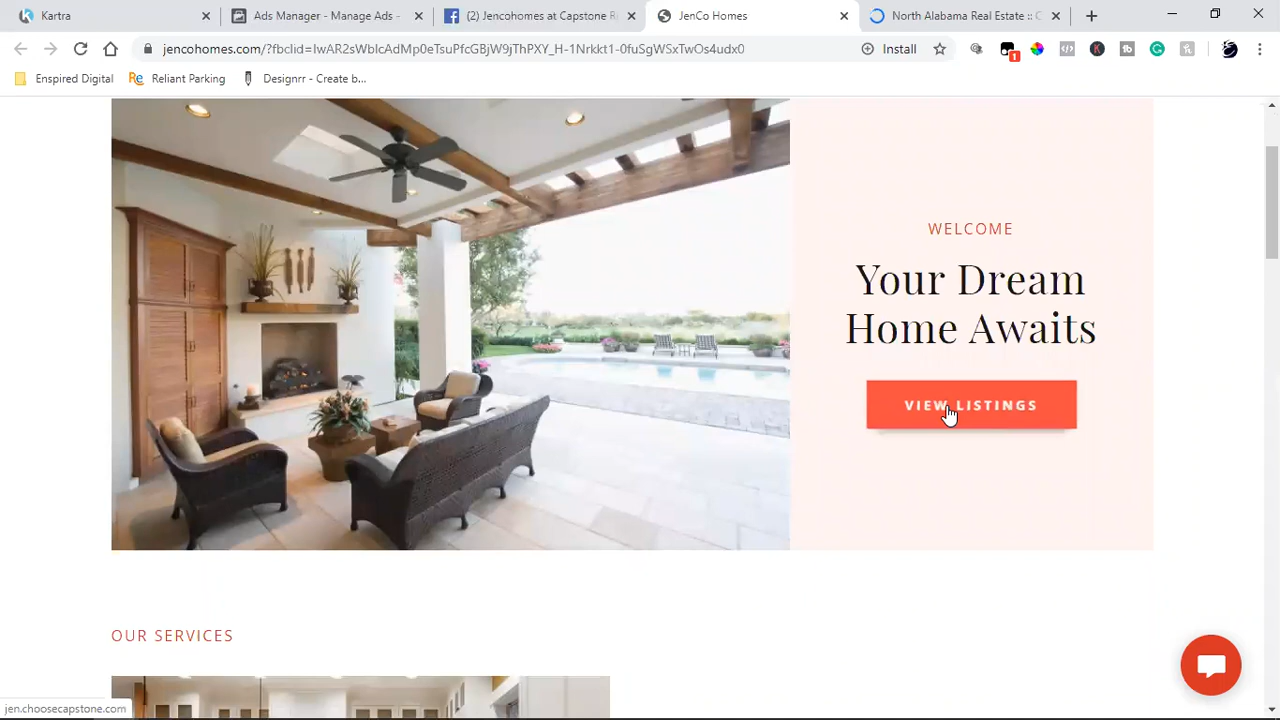 Kartra
Ads Manager - Manage Ads -
(2) Jencohomes at Capstone R
JenCo Homes
North Alabama Real Estate :: C
jencohomes.com/?fbclid=IwAR2sWbIcAdMp0eTsuPfcGBjW9jThPXY_H-1Nrkkt1-0fuSgWSxTwOs4udx0
Install
1
Enspired Digital
Reliant Parking
Designrr - Create b...
WELCOME
Your Dream
Home Awaits
VIEW LISTINGS
OUR SERVICES
jen.choosecapstone.com